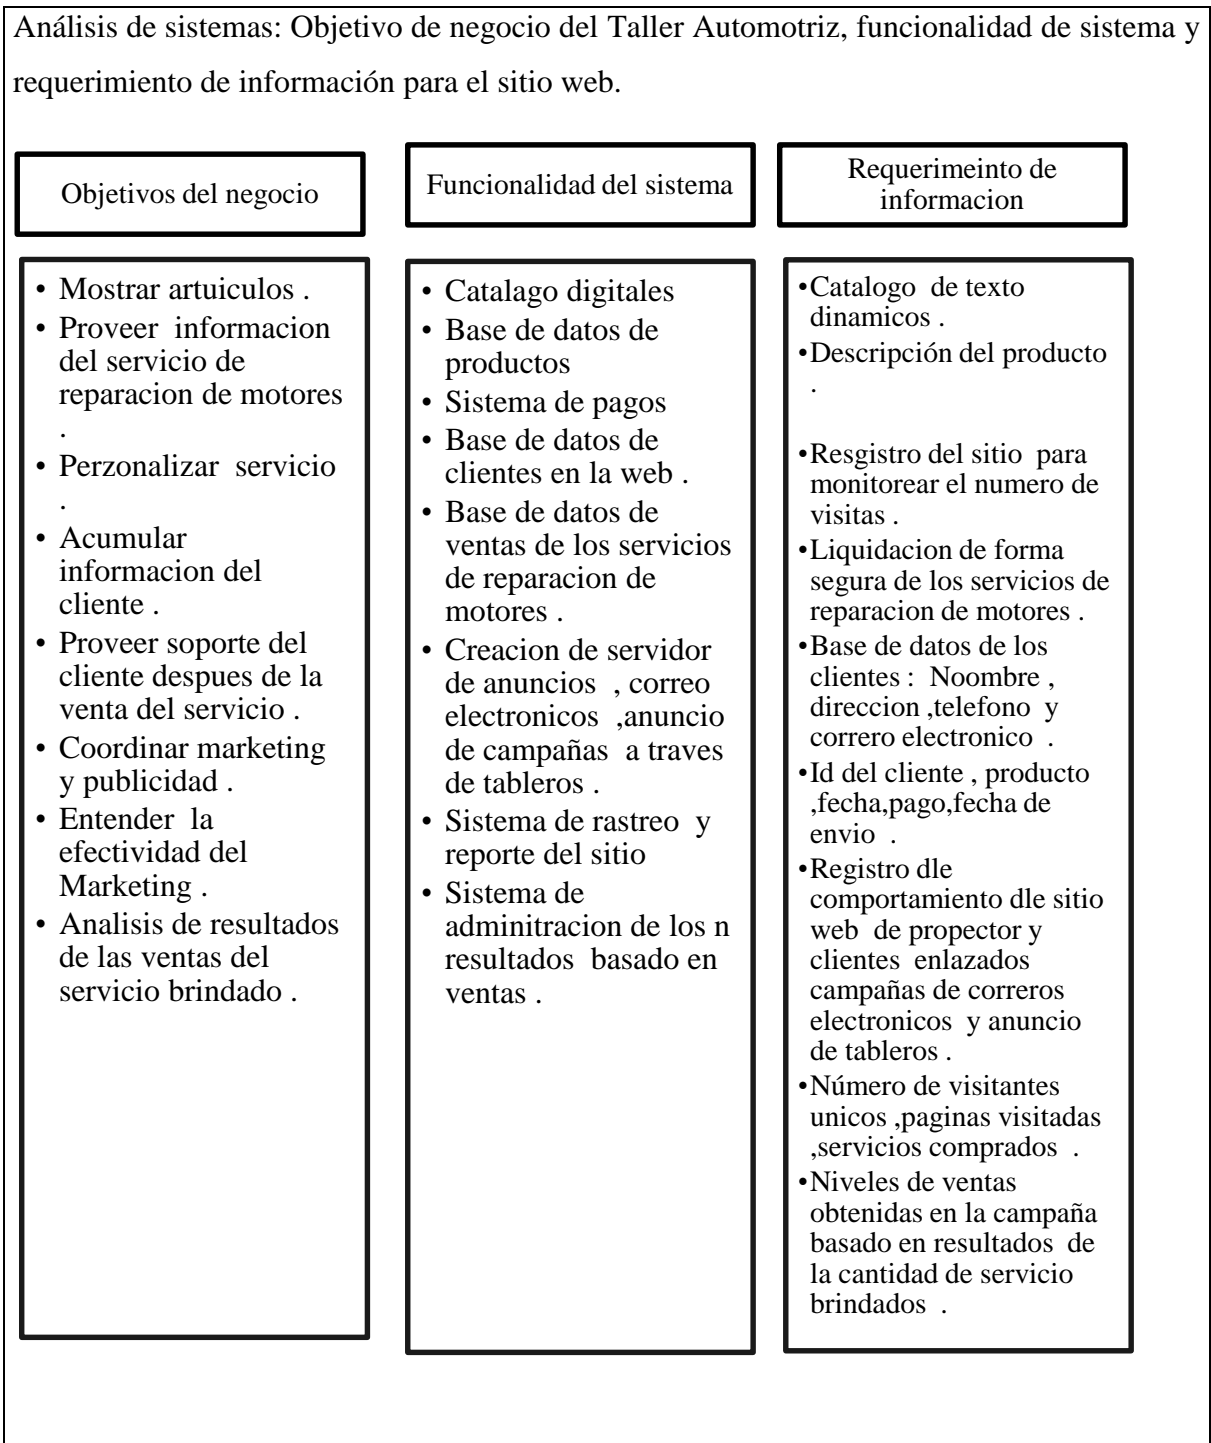 Análisis de sistemas: Objetivo de negocio del Taller Automotriz, funcionalidad de sistema y
requerimiento de información para el sitio web.
Objetivos del negocio
Funcionalidad del sistema
Requerimeinto de
informacion
• Mostrar artuiculos .
• Proveer informacion
del servicio de
reparacion de motores
.
• Perzonalizar servicio
.
• Acumular
informacion del
cliente .
• Proveer soporte del
cliente despues de la
venta del servicio .
• Coordinar marketing
y publicidad .
• Entender la
efectividad del
Marketing .
• Analisis de resultados
de las ventas del
servicio brindado .
• Catalago digitales
• Base de datos de
productos
• Sistema de pagos
• Base de datos de
clientes en la web .
• Base de datos de
ventas de los servicios
de reparacion de
motores .
• Creacion de servidor
de anuncios , correo
electronicos ,anuncio
de campañas a traves
de tableros .
• Sistema de rastreo y
reporte del sitio
• Sistema de
adminitracion de los n
resultados basado en
ventas .
•Catalogo de texto
dinamicos .
•Descripción del producto
.
•Resgistro del sitio para
monitorear el numero de
visitas .
•Liquidacion de forma
segura de los servicios de
reparacion de motores .
•Base de datos de los
clientes : Noombre ,
direccion ,telefono y
correro electronico .
•Id del cliente , producto
,fecha,pago,fecha de
envio .
•Registro dle
comportamiento dle sitio
web de propector y
clientes enlazados
campañas de correros
electronicos y anuncio
de tableros .
•Número de visitantes
unicos ,paginas visitadas
,servicios comprados .
•Niveles de ventas
obtenidas en la campaña
basado en resultados de
la cantidad de servicio
brindados .